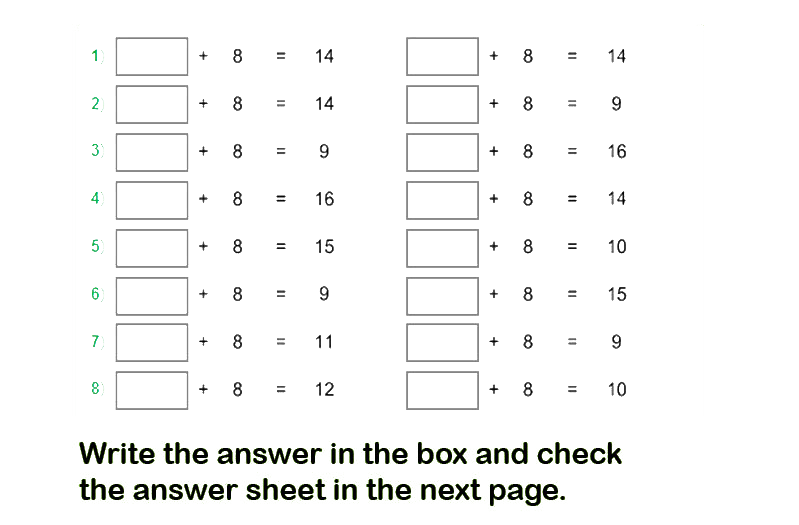 1) + 8 = 14 + 8 = 14
2) + 8 = 14 + 8 = 9
3) + 8 = 9 + 8 = 16
4) + 8 = 16 + 8 = 14
5) + 8 = 15 + 8 = 10
6) + 8 = 9 + 8 = 15
7) + 8 = 11 + 8 = 9
8) + 8 = 12 + 8 = 10
Write the answer in the box and check
the answer sheet in the next page.